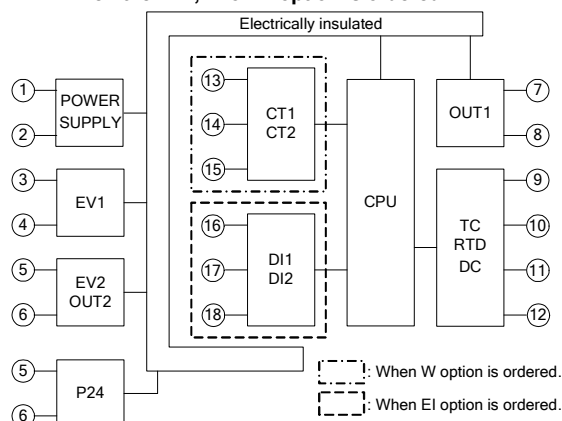 Electrically insulated
1
2
POWER
SUPPLY
13
14
15
CT1
CT2
CPU
OUT1
7
8
3
4
EV1
9
10
11
12
TC
RTD
DC
16
17
18
DI1
DI2
5
6
EV2
OUT2
5
6
P24
: When W option is ordered.
: When EI option is ordered.